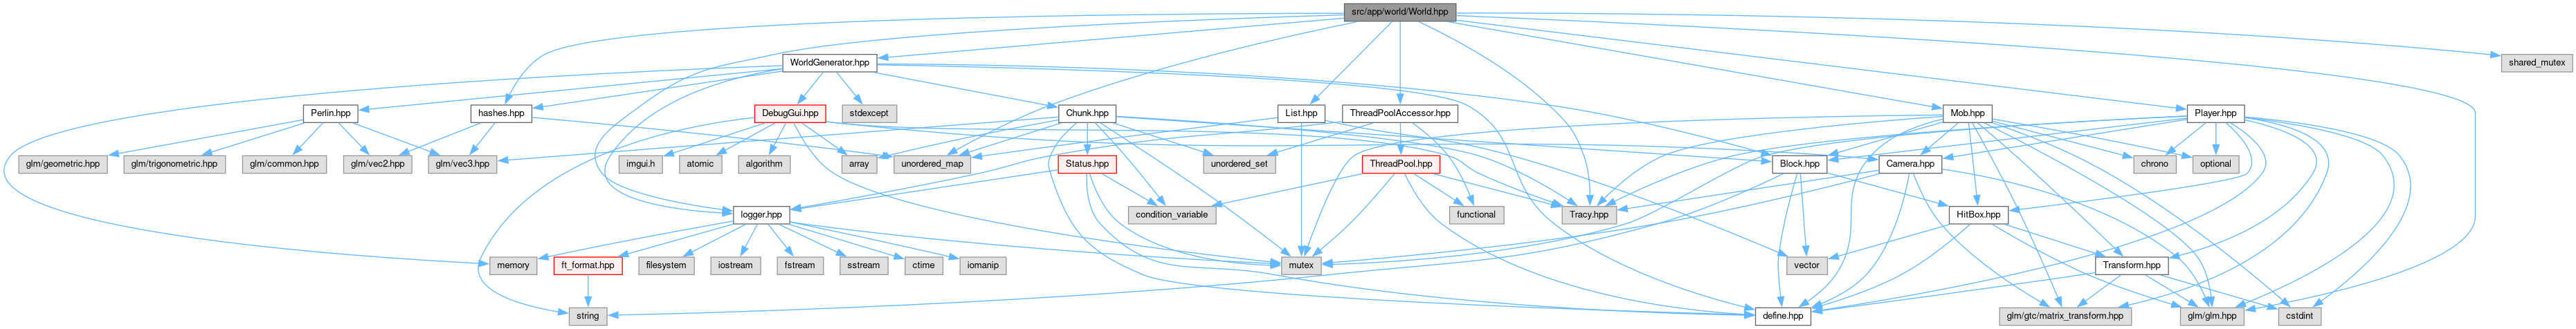 src/app/world/World.hpp
WorldGenerator.hpp
shared_mutex
Perlin.hpp
hashes.hpp
DebugGui.hpp
stdexcept
Chunk.hpp
List.hpp
ThreadPoolAccessor.hpp
Mob.hpp
Player.hpp
glm/geometric.hpp
glm/trigonometric.hpp
glm/common.hpp
glm/vec2.hpp
glm/vec3.hpp
imgui.h
atomic
algorithm
array
unordered_map
Status.hpp
unordered_set
ThreadPool.hpp
Block.hpp
Camera.hpp
chrono
optional
logger.hpp
condition_variable
functional
Tracy.hpp
HitBox.hpp
memory
ft_format.hpp
filesystem
iostream
fstream
sstream
ctime
iomanip
mutex
vector
Transform.hpp
string
define.hpp
glm/gtc/matrix_transform.hpp
glm/glm.hpp
cstdint